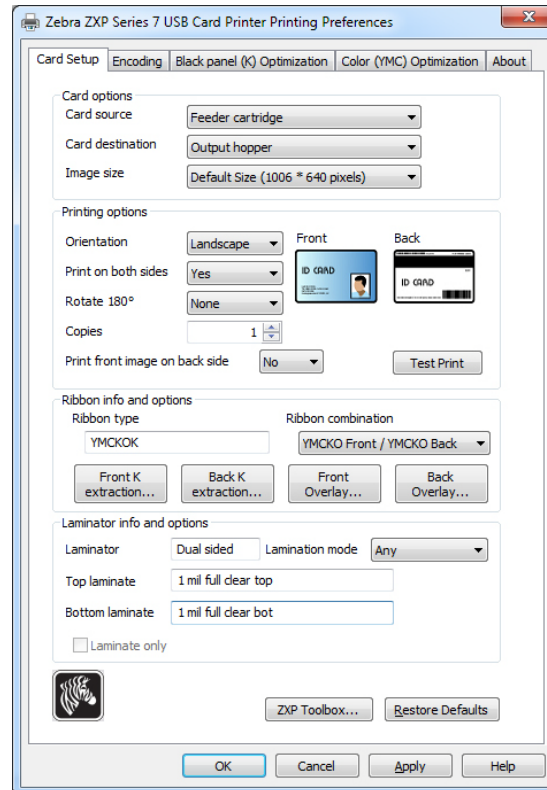 Zebra ZXP Series 7 USB Card Printer Printing Preferences
Card Setup Encoding Black panel (K) Optimization Color (YMC) Optimization About
Card options
Card source Feeder cartridge
Card destination Output hopper
Image size Default Size (1006 * 640 pixels)
Printing options
Orientation Landscape Front Back
Print on both sides Yes ID CARD ID CARD
Rotate 180° None
Copies 1
Print front image on back side No Test Print
Ribbon info and options
Ribbon type Ribbon combination
YMCKOK YMCKO Front / YMCKO Back
Front K extraction... Back K extraction... Front Overlay... Back Overlay...
Laminator info and options
Laminator Dual sided Lamination mode Any
Top laminate 1 mil full clear top
Bottom laminate 1 mil full clear bot
Laminate only
ZXP Toolbox... Restore Defaults
OK Cancel Apply Help